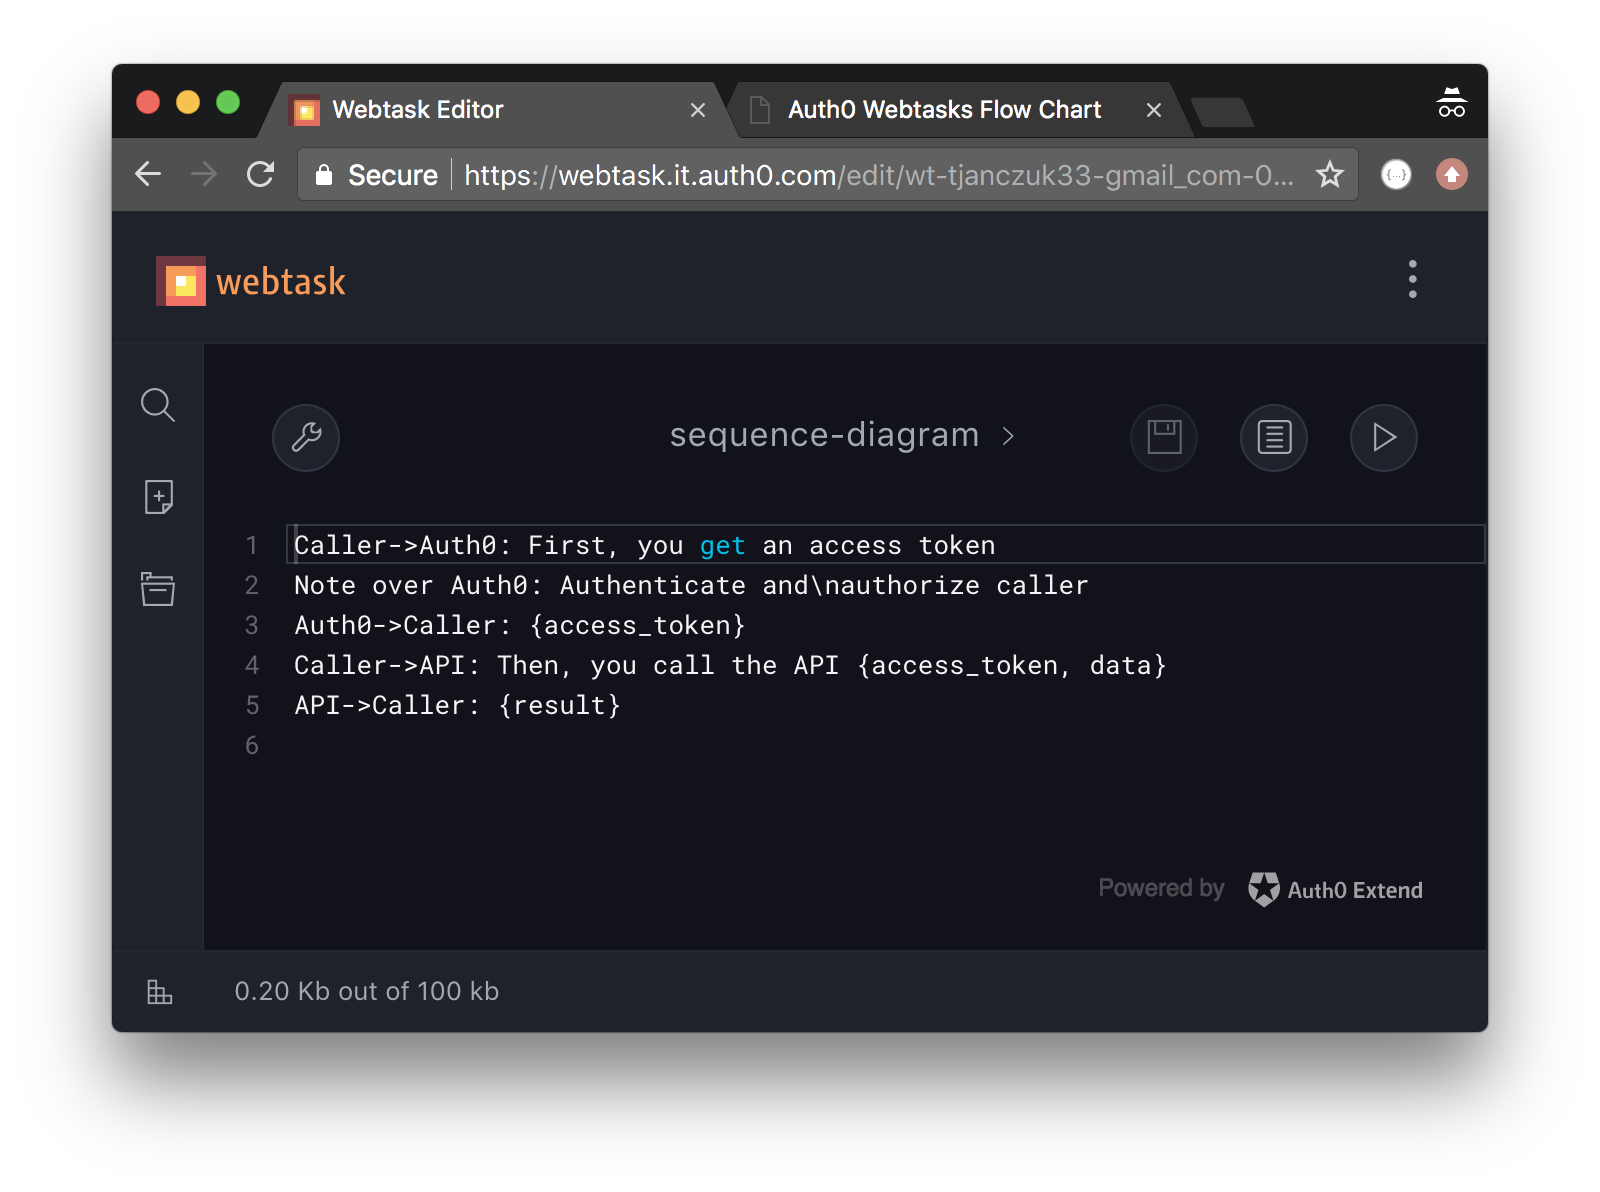 Webtask Editor
Auth0 Webtasks Flow Chart
Secure
https://webtask.it.auth0.com/edit/wt-tjanczuk33-gmail_com-0...
{...}
webtask
sequence-diagram
1 Caller->Auth0: First, you get an access token
2 Note over Auth0: Authenticate and\nauthorize caller
3 Auth0->Caller: {access_token}
4 Caller->API: Then, you call the API {access_token, data}
5 API->Caller: {result}
6
Powered by Auth0 Extend
0.20 Kb out of 100 kb